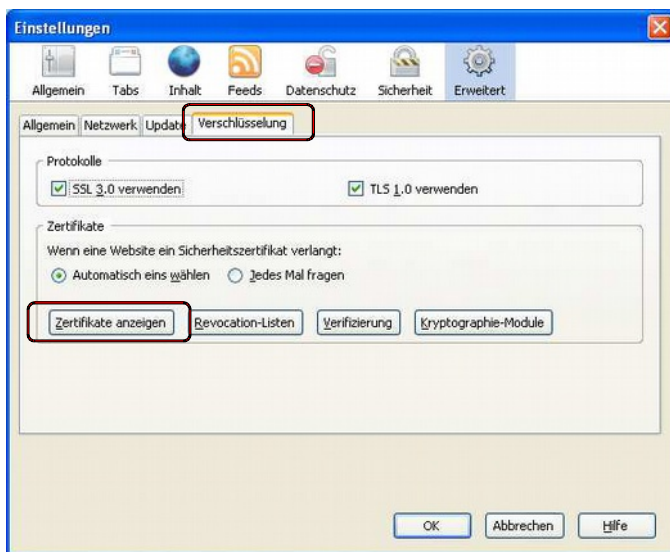 Einstellungen
Allgemein Tabs Inhalt Feeds Datenschutz Sicherheit Erweitert
Allgemein Netzwerk Update Verschlüsselung
Protokolle
SSL 3.0 verwenden TLS 1.0 verwenden
Zertifikate
Wenn eine Website ein Sicherheitszertifikat verlangt:
Automatisch eins wählen Jedes Mal fragen
Zertifikate anzeigen Revocation-Listen Verifizierung Kryptographie-Module
OK Abbrechen Hilfe